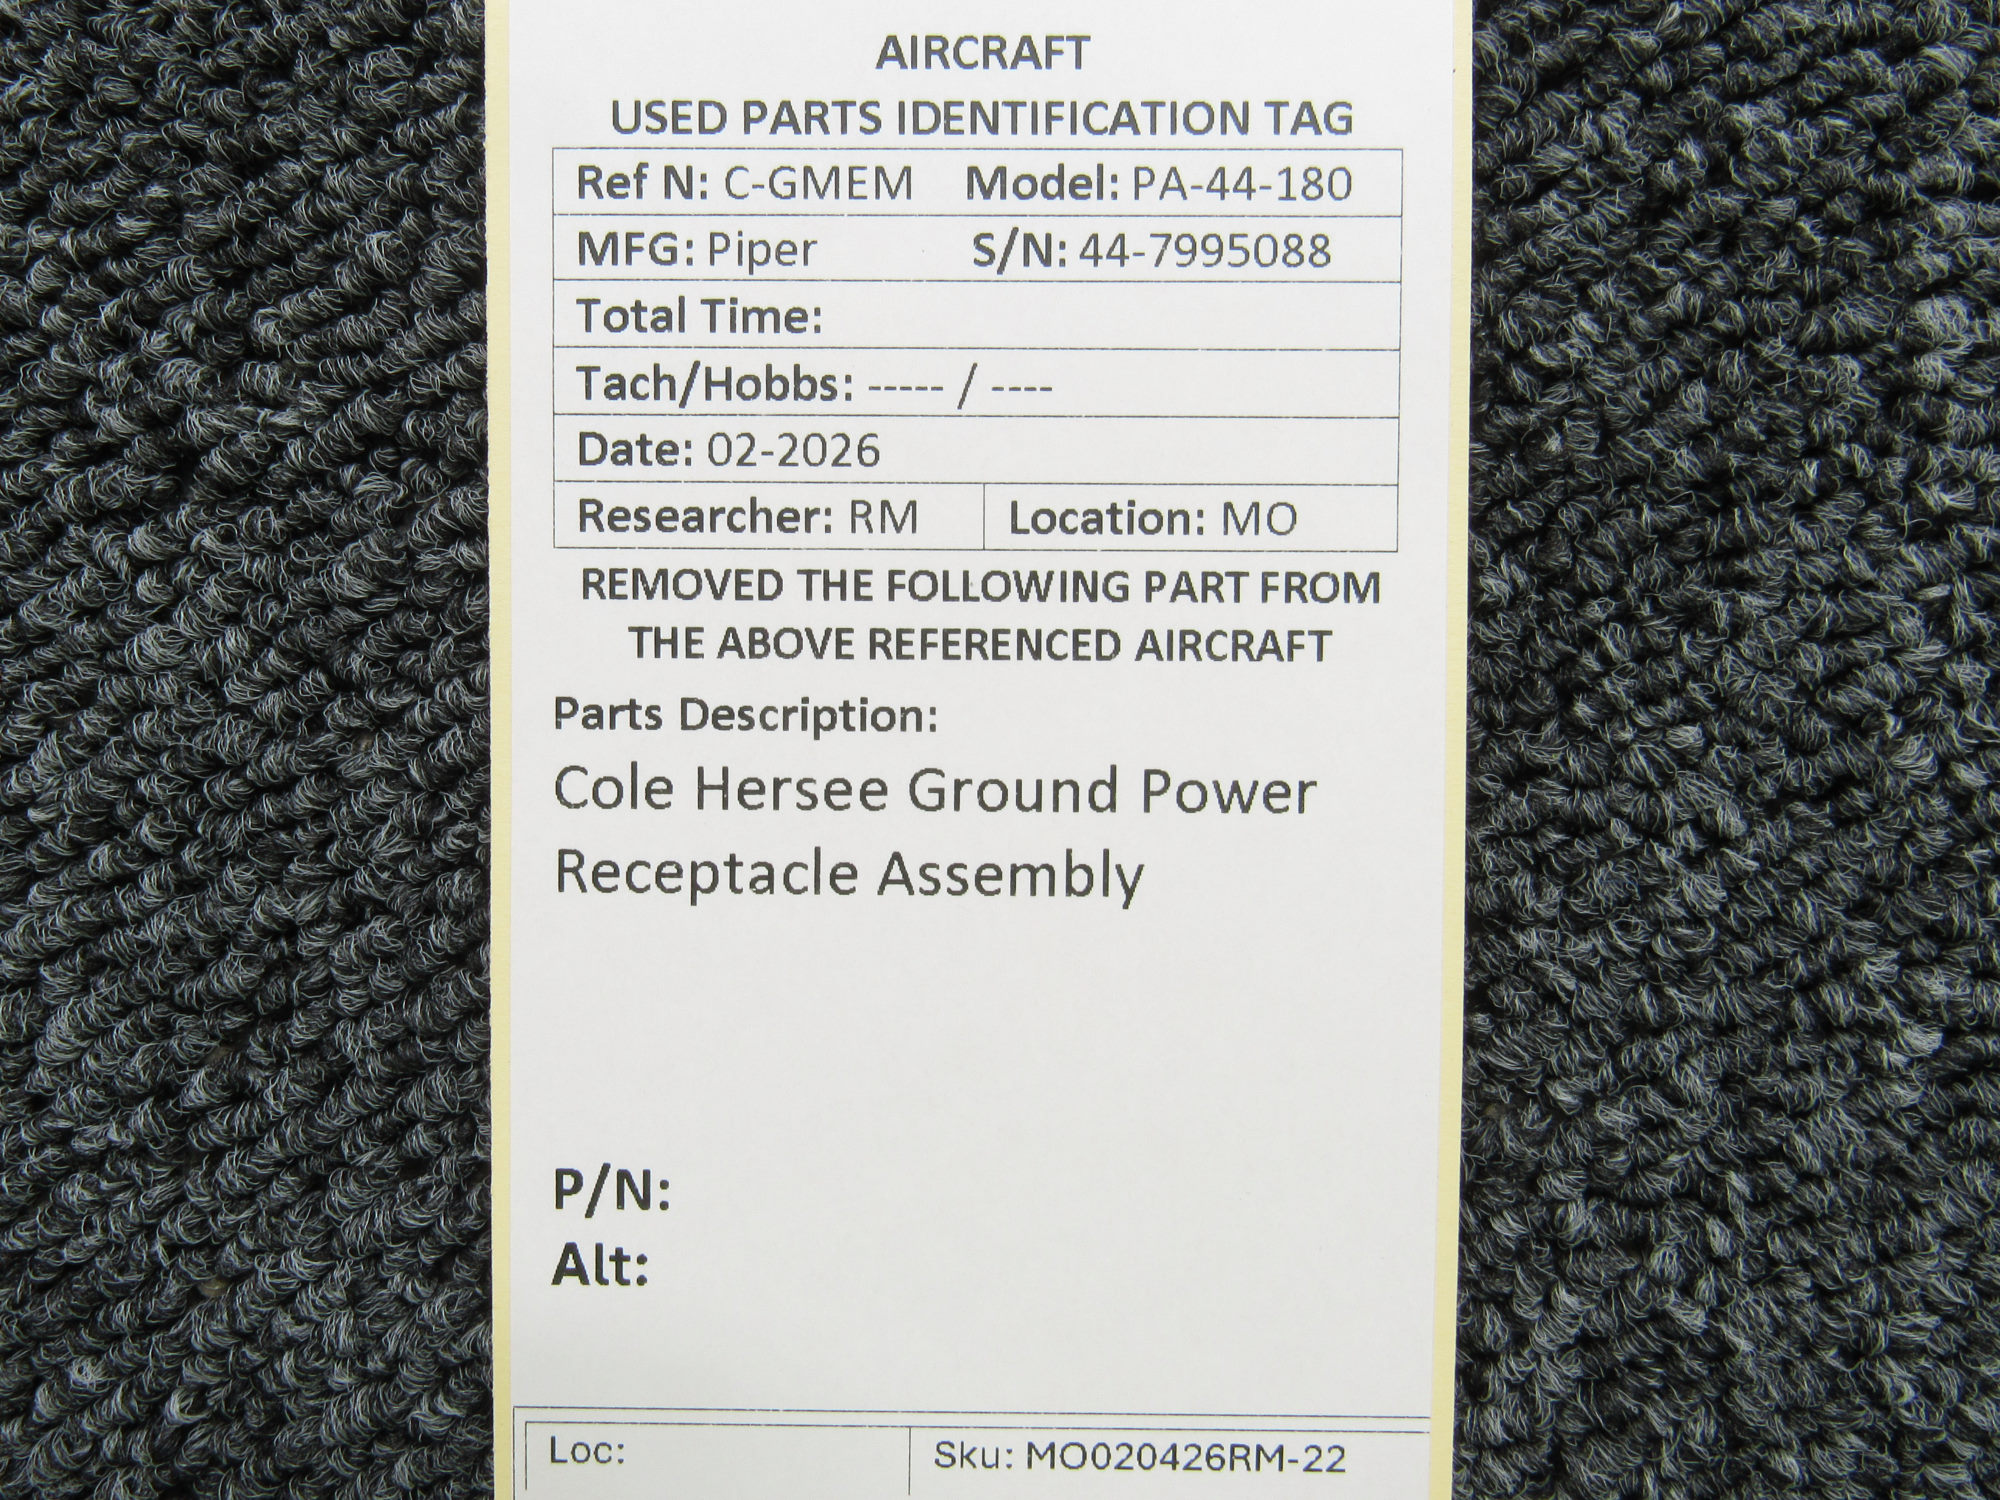 AIRCRAFT
USED PARTS IDENTIFICATION TAG
Ref N: C-GMEM Model: PA-44-180
MFG: Piper S/N: 44-7995088
Total Time:
Tach/Hobbs: ----- / ----
Date: 02-2026
Researcher: RM Location: MO
REMOVED THE FOLLOWING PART FROM
THE ABOVE REFERENCED AIRCRAFT
Parts Description:
Cole Hersee Ground Power
Receptacle Assembly
P/N:
Alt:
Loc: Sku: MO020426RM-22